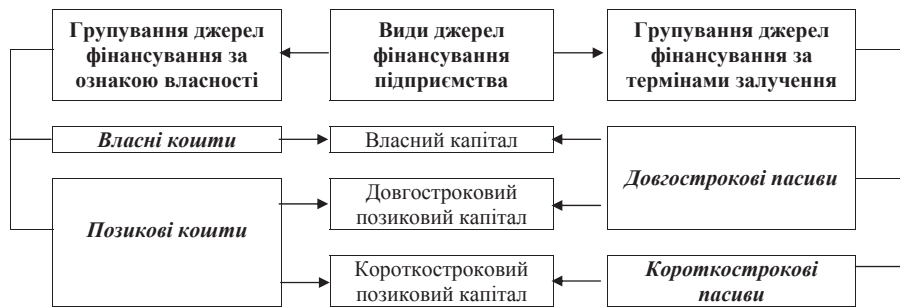 Групування джерел
фінансування за
ознакою власності
Види джерел
фінансування
підприємства
Групування джерел
фінансування за
термінами залучення
Власні кошти
Власний капітал
Довгострокові пасиви
Довгостроковий
позиковий капітал
Позикові кошти
Короткостроковий
позиковий капітал
Короткострокові
пасиви